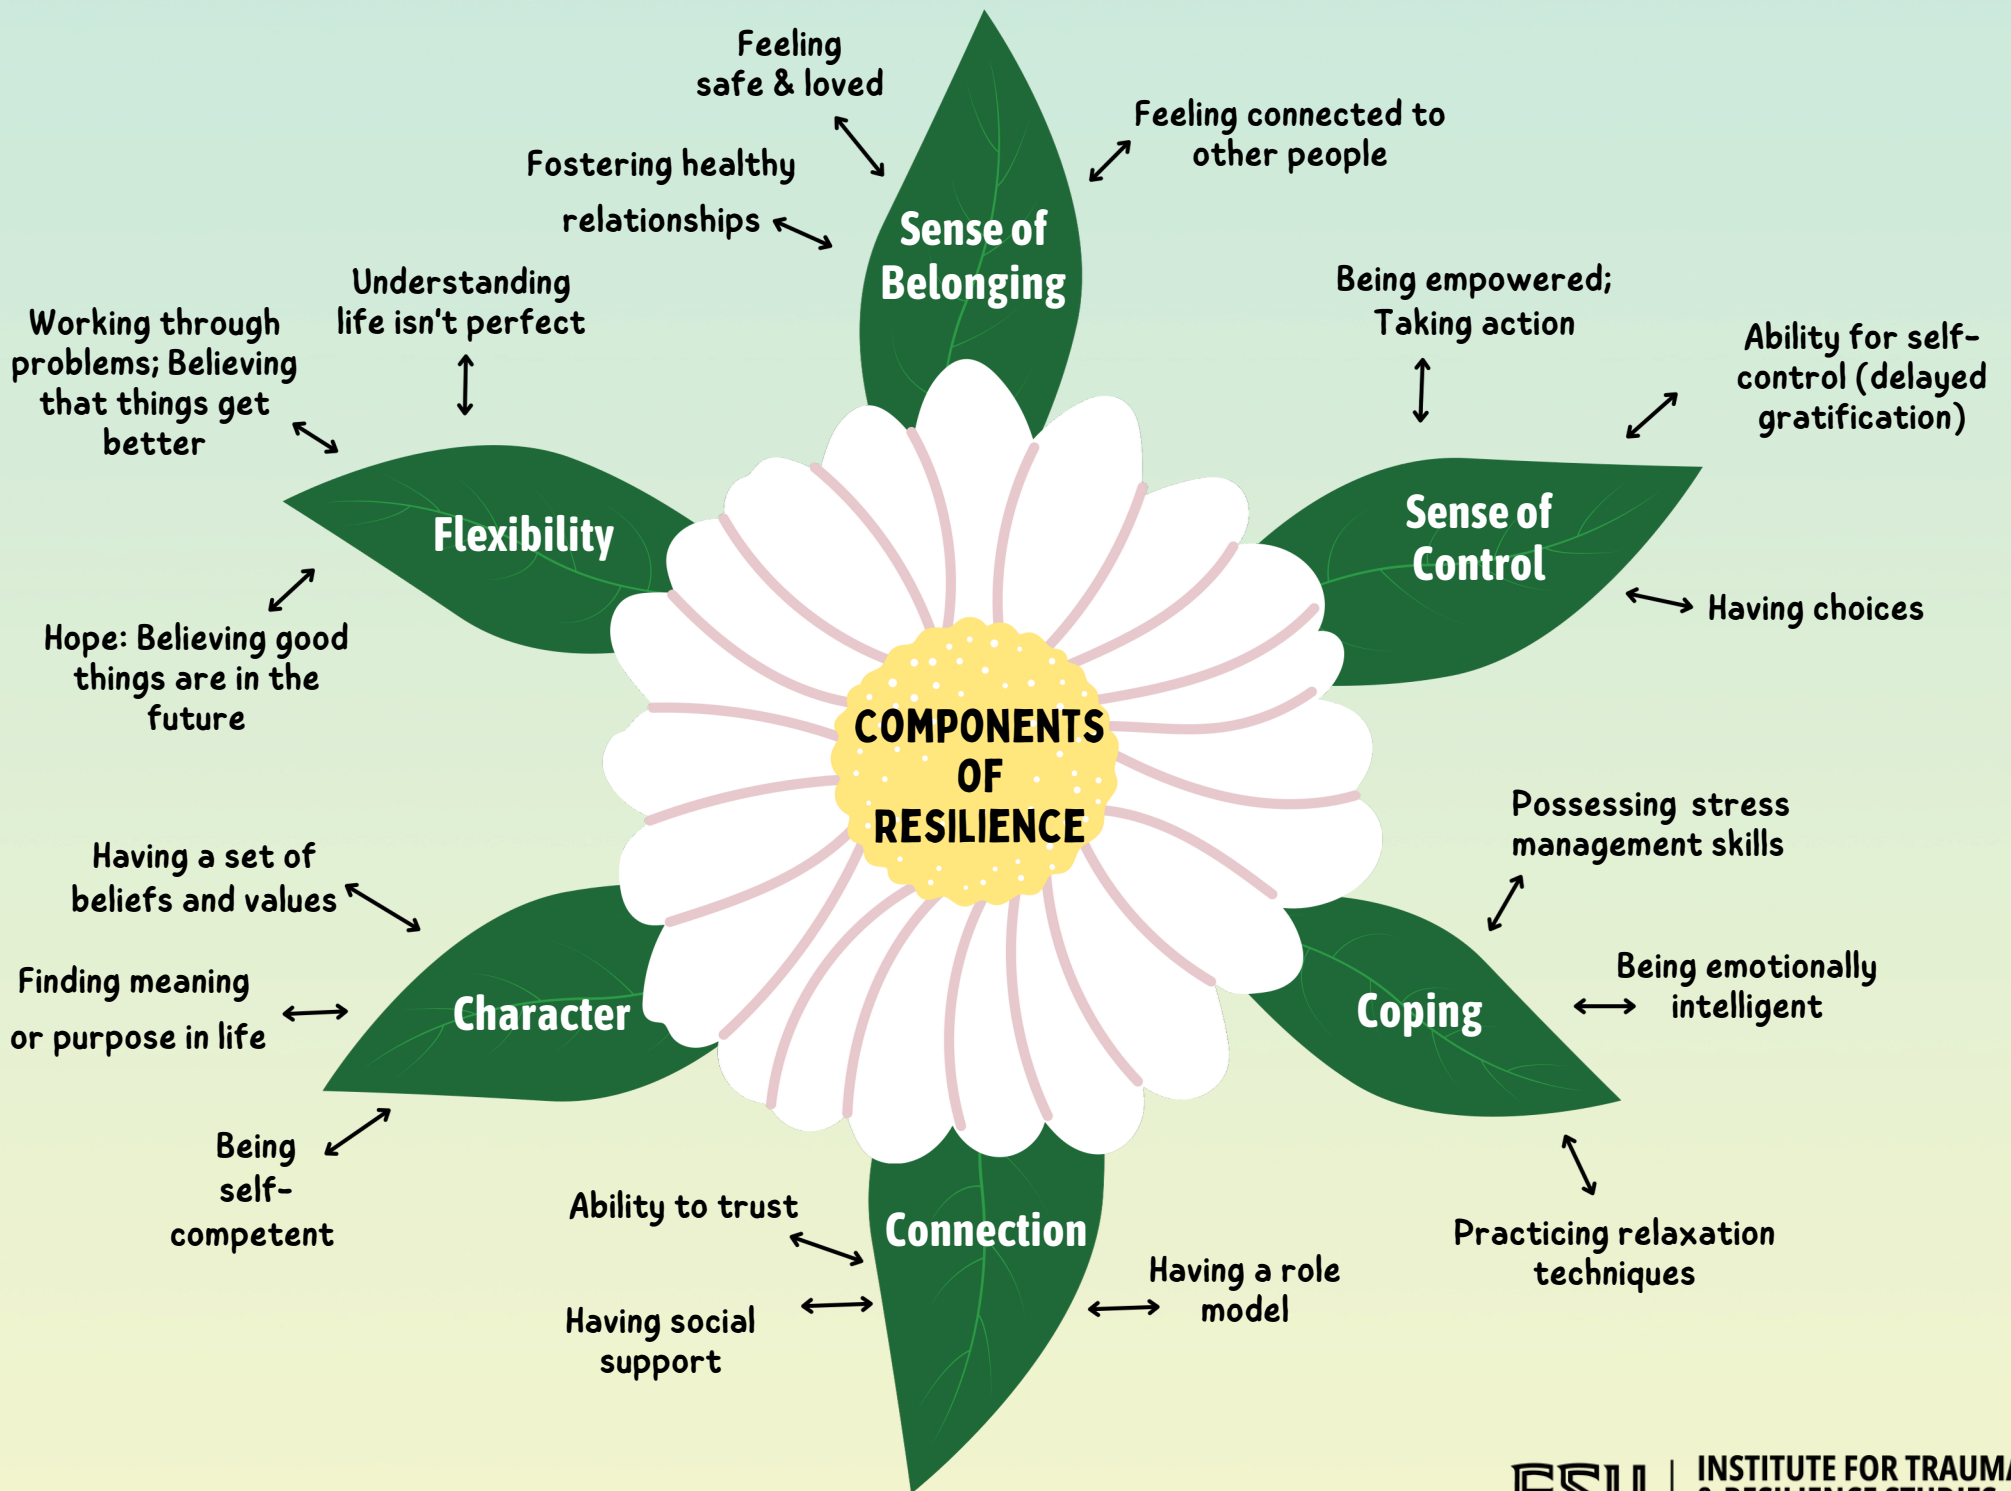 Feeling
safe & loved
Feeling connected to
other people
Fostering healthy
relationships
Sense of
Belonging
Understanding
life isn't perfect
Working through
problems; Believing
that things get
better
Flexibility
Hope: Believing good
things are in the
future
Being empowered;
Taking action
Ability for self-
control (delayed
gratification)
Sense of
Control
Having choices
COMPONENTS
OF
RESILIENCE
Having a set of
beliefs and values
Finding meaning
or purpose in life
Character
Being
self-
competent
Possessing stress
management skills
Being emotionally
intelligent
Coping
Practicing relaxation
techniques
Ability to trust
Connection
Having social
support
Having a role
model
INSTITUTE FOR TRAUMA
& RESILIENCE STUDIES